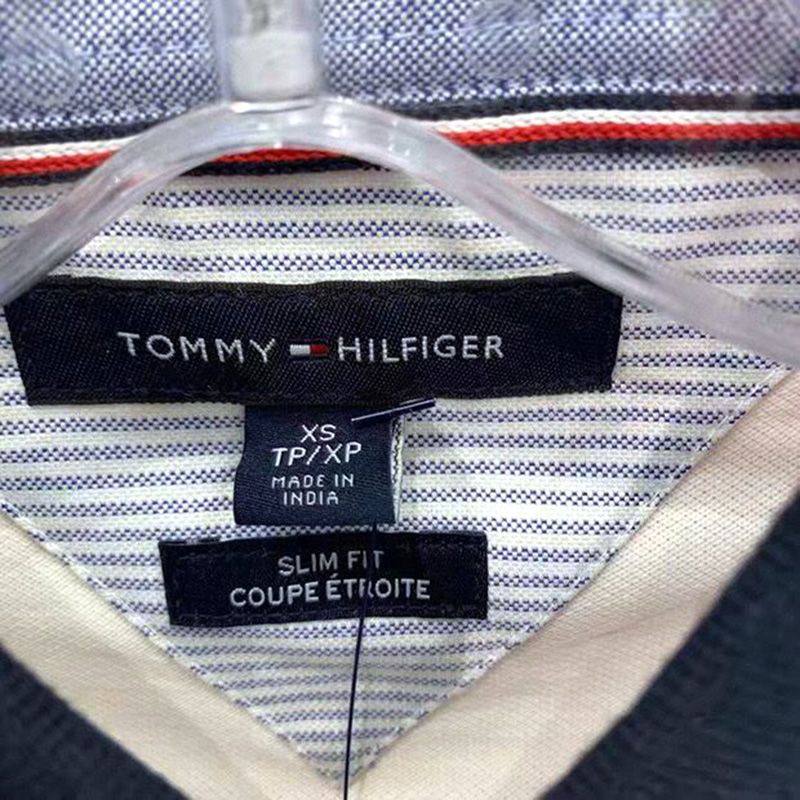 TOMMY HILFIGER
XS
TP/XP
MADE IN
INDIA
SLIM FIT
COUPE ÉTROITE